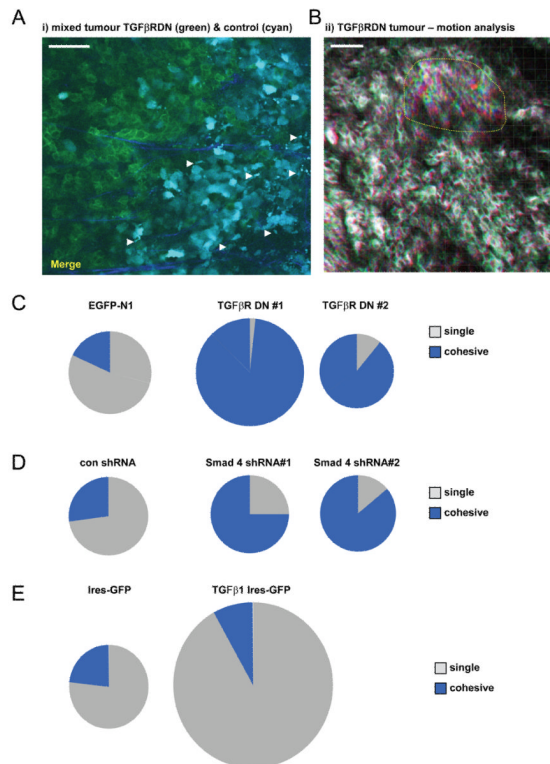 A
i) mixed tumour TGFβRDN (green) & control (cyan)
Merge
B
ii) TGFβRDN tumour – motion analysis
C
EGFP-N1
TGFβR DN #1
TGFβR DN #2
single
cohesive
D
con shRNA
Smad 4 shRNA#1
Smad 4 shRNA#2
single
cohesive
E
Ires-GFP
TGFβ1 Ires-GFP
single
cohesive